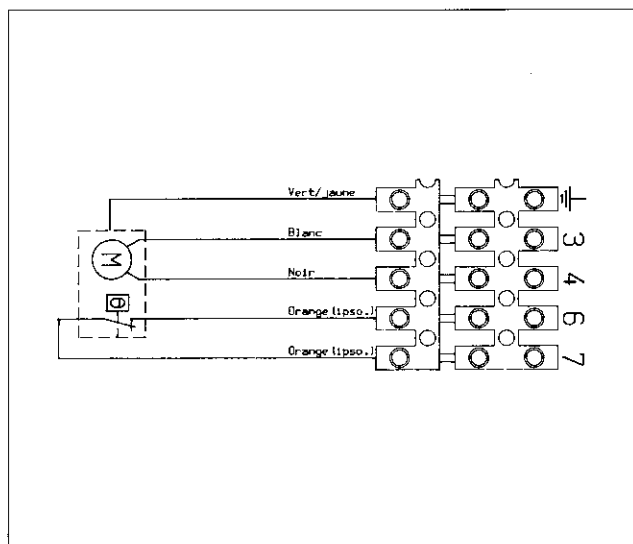 Vert/jaune
Blanc
3
M
Noir
4
θ
Orange(ipso.)
6
Orange(ipso.)
7